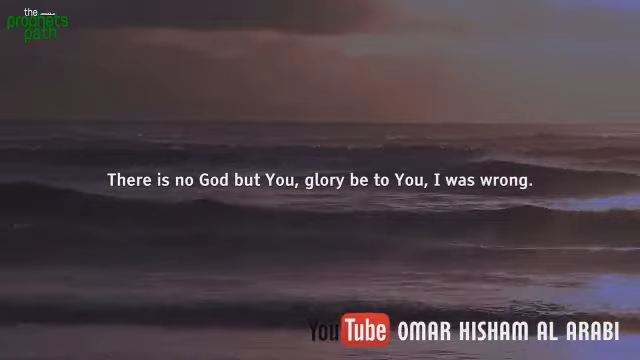 the
prophets
path
There is no God but You, glory be to You, I was wrong.
YouTube OMAR HISHAM AL ARABI